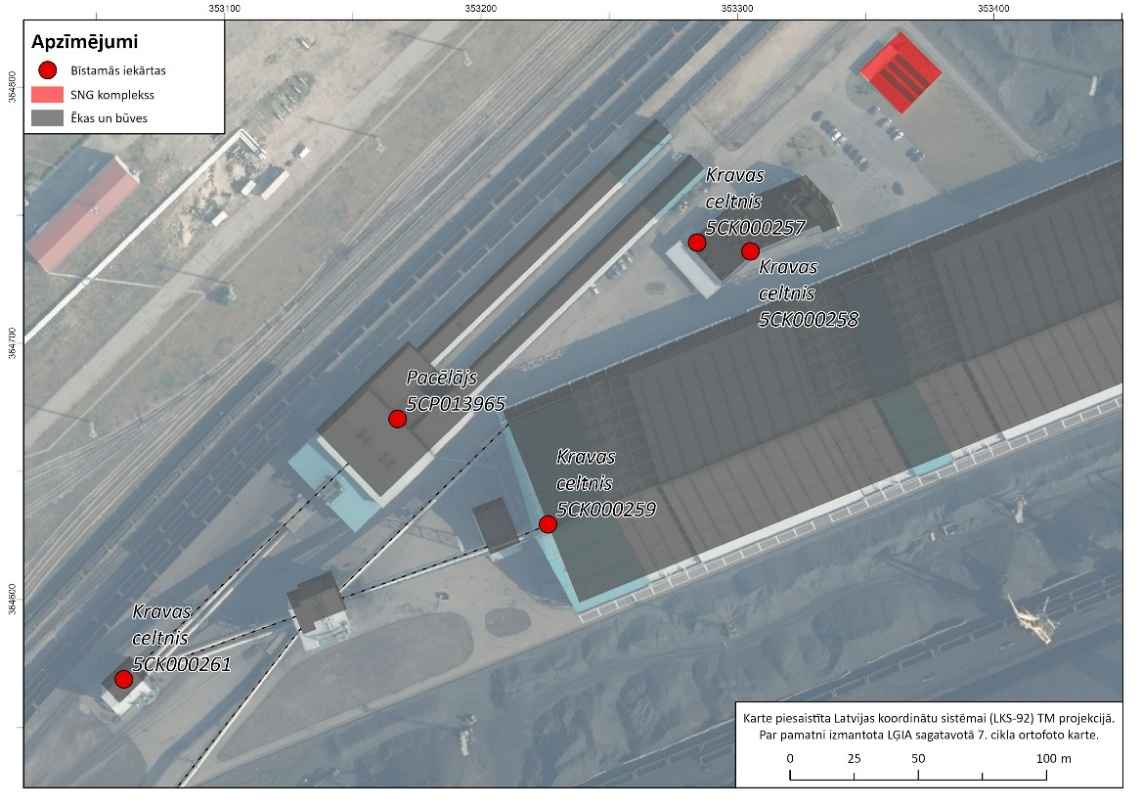 353100
353200
353300
353400
364800
364700
364600
Apzīmējumi
Bīstamās iekārtas
SNG komplekss
Ēkas un būves
Kravas
celtnis
5CK000257
Kravas
celtnis
5CK000258
Pacēlājs
5CP013965
Kravas
celtnis
5CK000259
Kravas
celtnis
5CK000261
Karte piesaistīta Latvijas koordinātu sistēmai (LKS-92) TM projekcijā.
Par pamatni izmantota LĢIA sagatavotā 7. cikla ortofoto karte.
0 25 50 100 m